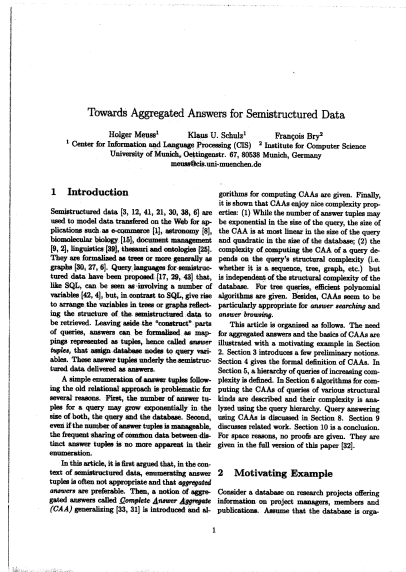 Towards Aggregated Answers for Semistructured Data
Holger Meuss¹ Klaus U. Schulz¹ François Bry²
¹ Center for Information and Language Processing (CIS) ² Institute for Computer Science
University of Munich, Oettingenstr. 67, 80538 Munich, Germany
meuss@cis.uni-muenchen.de
1 Introduction
Semistructured data [3, 12, 41, 21, 30, 38, 6] are
used to model data transfered on the Web for ap-
plications such as e-commerce [1], astronomy [8],
biomolecular biology [15], document management
[9, 2], linguistics [39], thesauri and ontologies [25].
They are formalized as trees or more generally as
graphs [30, 27, 6]. Query languages for semistruc-
tured data have been proposed [17, 29, 43] that,
like SQL, can be seen as involving a number of
variables [42, 4], but, in contrast to SQL, give rise
to arrange the variables in trees or graphs reflect-
ing the structure of the semistructured data to
be retrieved. Leaving aside the "construct" parts
of queries, answers can be formalized as map-
pings represented as tuples, hence called answer
tuples, that assign database nodes to query vari-
ables. These answer tuples underly the semistruc-
tured data delivered as answers.
A simple enumeration of answer tuples follow-
ing the old relational approach is problematic for
several reasons. First, the number of answer tu-
ples for a query may grow exponentially in the
size of both, the query and the database. Second,
even if the number of answer tuples is manageable,
the frequent sharing of common data between dis-
tinct answer tuples is no more apparent in their
enumeration.
In this article, it is first argued that, in the con-
text of semistructured data, enumerating answer
tuples is often not appropriate and that aggregated
answers are preferable. Then, a notion of aggre-
gated answers called Complete Answer Aggregate
(CAA) generalizing [33, 31] is introduced and al-
gorithms for computing CAAs are given. Finally,
it is shown that CAAs enjoy nice complexity prop-
erties: (1) While the number of answer tuples may
be exponential in the size of the query, the size of
the CAA is at most linear in the size of the query
and quadratic in the size of the database; (2) the
complexity of computing the CAA of a query de-
pends on the query's structural complexity (i.e.
whether it is a sequence, tree, graph, etc.) but
is independent of the structural complexity of the
database. For tree queries, efficient polynomial
algorithms are given. Besides, CAAs seem to be
particularly appropriate for answer searching and
answer browsing.
This article is organised as follows. The need
for aggregated answers and the basics of CAAs are
illustrated with a motivating example in Section
2. Section 3 introduces a few preliminary notions.
Section 4 gives the formal definition of CAAs. In
Section 5, a hierarchy of queries of increasing com-
plexity is defined. In Section 6 algorithms for com-
puting the CAAs of queries of various structural
kinds are described and their complexity is ana-
lyzed using the query hierarchy. Query answering
using CAAs is discussed in Section 8. Section 9
discusses related work. Section 10 is a conclusion.
For space reasons, no proofs are given. They are
given in the full version of this paper [32].
2 Motivating Example
Consider a database on research projects offering
information on project managers, members and
publications. Assume that the database is orga-
1